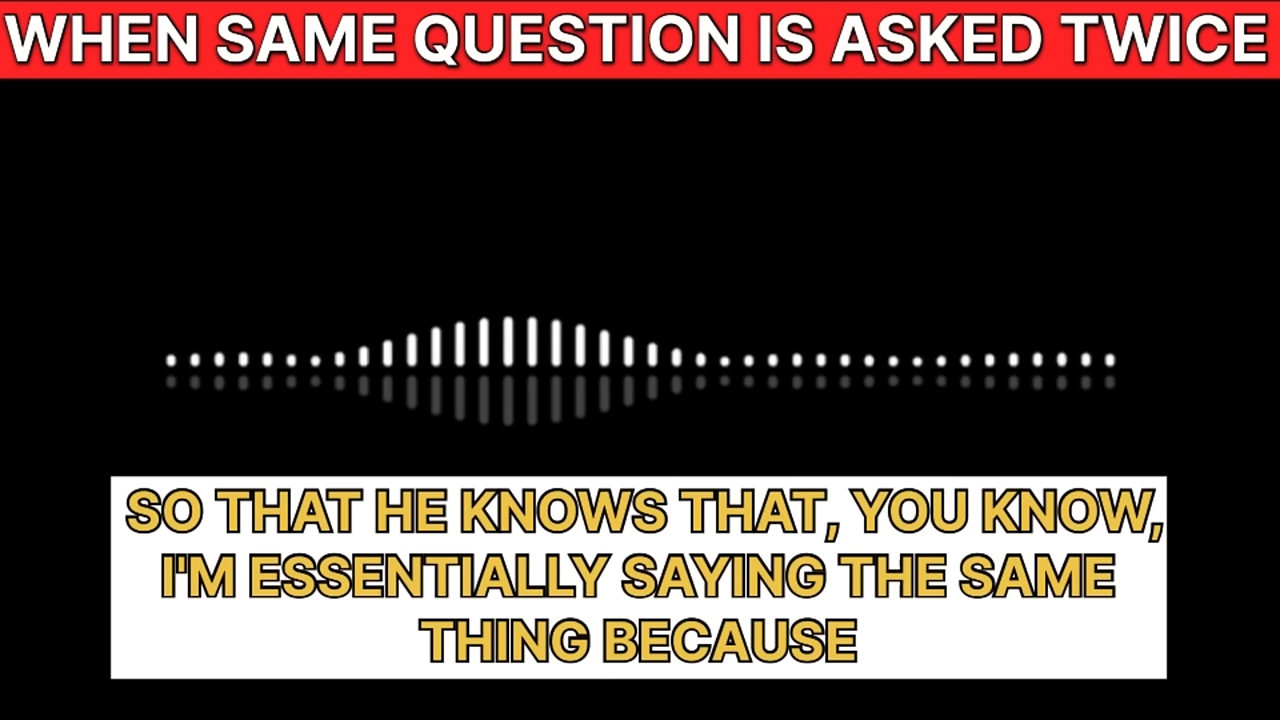 WHEN SAME QUESTION IS ASKED TWICE
SO THAT HE KNOWS THAT, YOU KNOW,
I'M ESSENTIALLY SAYING THE SAME
THING BECAUSE